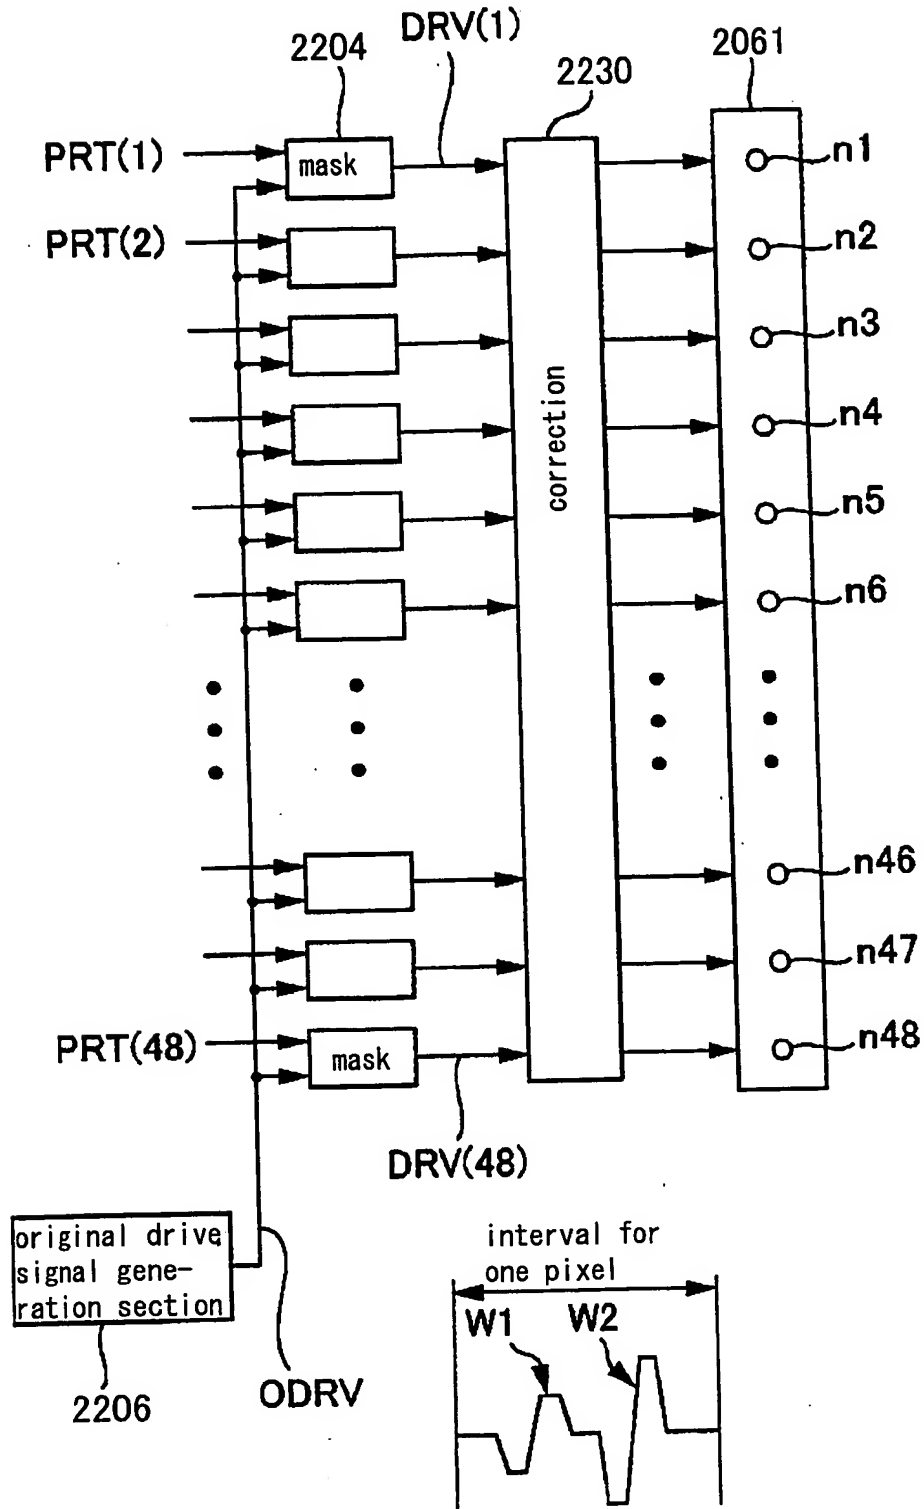 DRV(1)
2204
2230
2061
PRT(1)
mask
n1
PRT(2)
n2
n3
n4
correction
n5
n6
n46
n47
PRT(48)
mask
n48
DRV(48)
original drive
signal gene-
ration section
2206
ODRV
interval for
one pixel
W1
W2